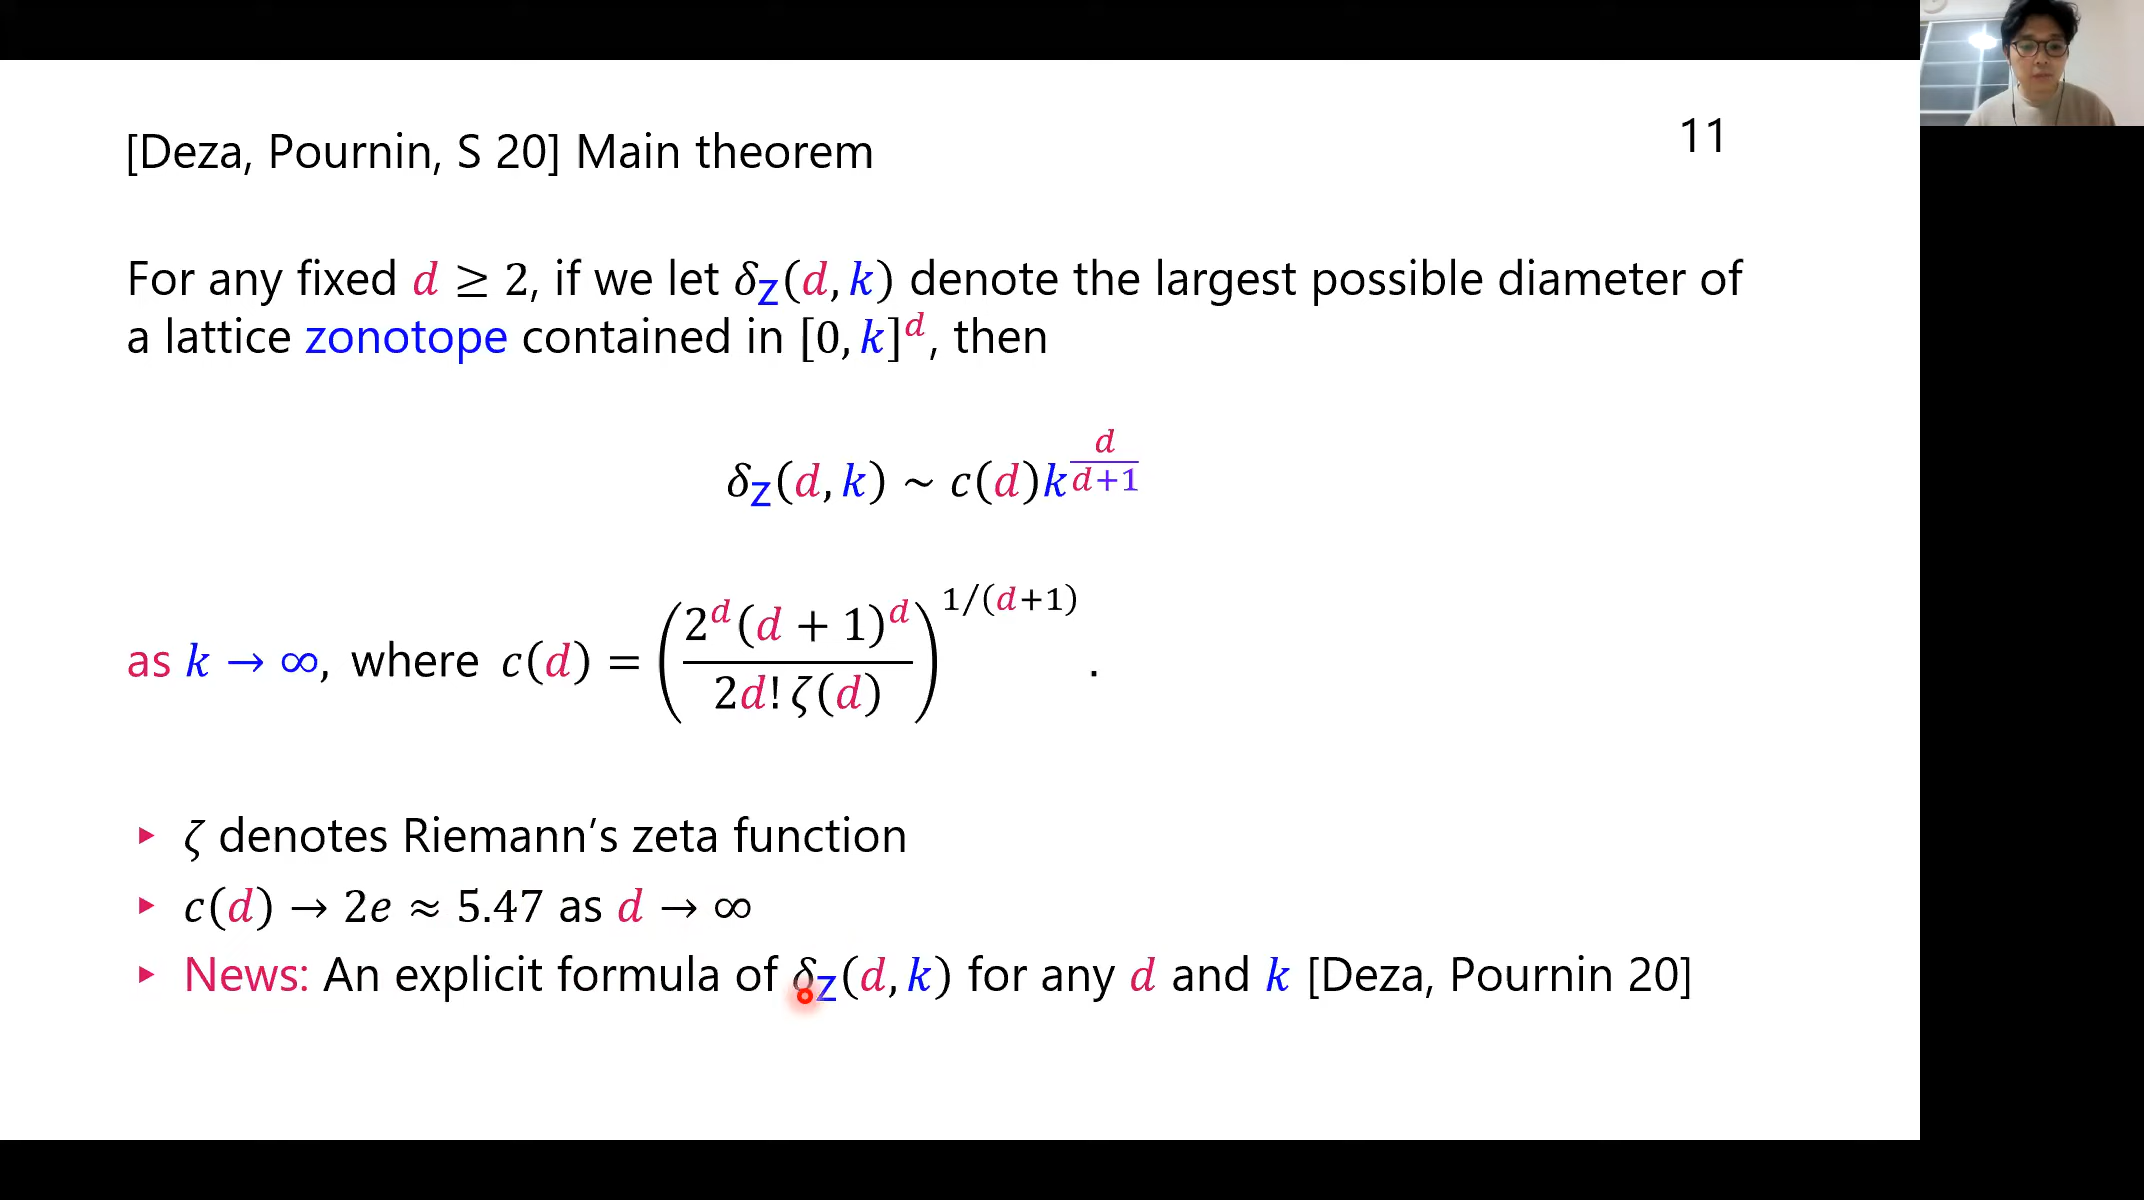 [Deza, Pournin, S 20] Main theorem
11
For any fixed d ≥ 2, if we let δ_Z(d, k) denote the largest possible diameter of
a lattice zonotope contained in [0, k]^d, then
δ_Z(d, k) ~ c(d)k^{d/(d+1)}
as k → ∞, where c(d) = (2^d(d + 1)^d / 2d! ζ(d))^{1/(d+1)} .
▸ ζ denotes Riemann’s zeta function
▸ c(d) → 2e ≈ 5.47 as d → ∞
▸ News: An explicit formula of δ_Z(d, k) for any d and k [Deza, Pournin 20]